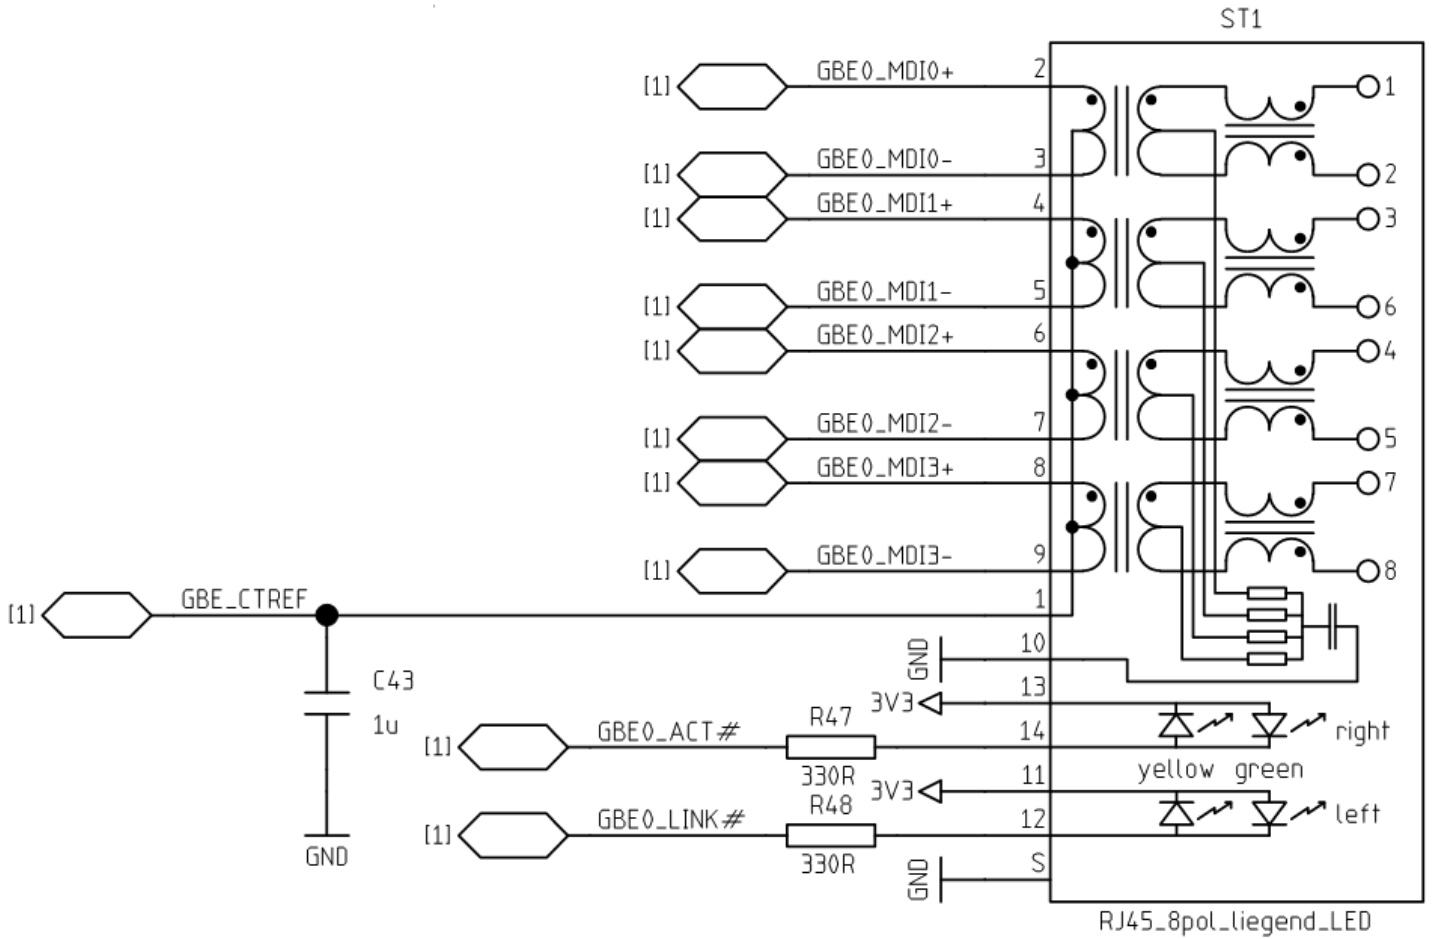 ST1
[1] GBE0_MDI0+ 2 1
[1] GBE0_MDI0- 3 2
[1] GBE0_MDI1+ 4 3
[1] GBE0_MDI1- 5 6
[1] GBE0_MDI2+ 6 4
[1] GBE0_MDI2- 7 5
[1] GBE0_MDI3+ 8 7
[1] GBE0_MDI3- 9 8
[1] GBE_CTREF 1
GND 10
C43
1u
GND
3V3 13
[1] GBE0_ACT# R47 14 right
330R
yellow green
3V3 11
[1] GBE0_LINK# R48 12 left
330R
GND S
RJ45_8pol_liegend_LED